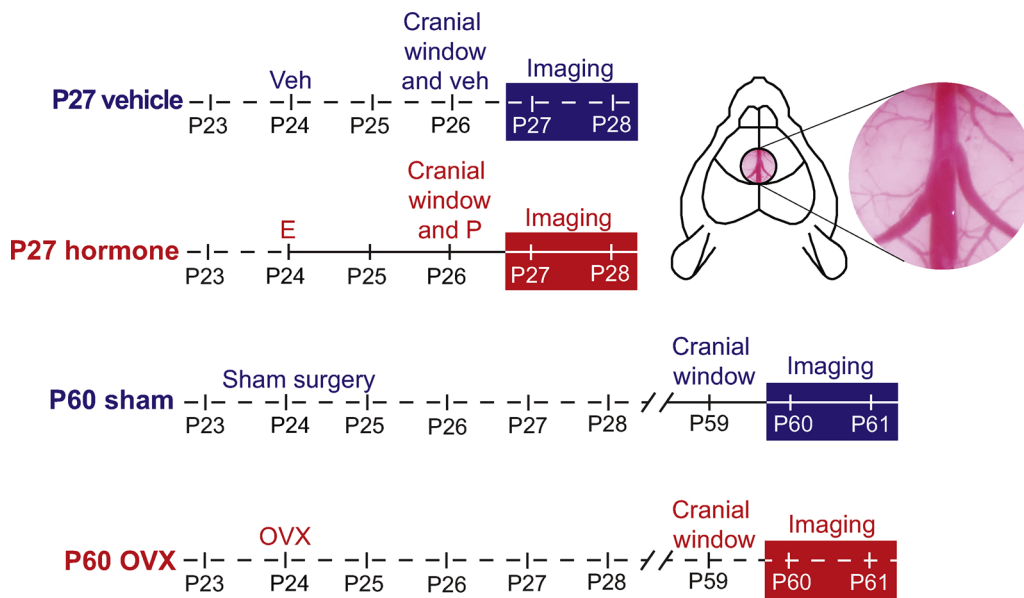 Cranial
window
and veh
Veh
Imaging
P27 vehicle
P23 P24 P25 P26 P27 P28
Cranial
window
and P
E
Imaging
P27 hormone
P23 P24 P25 P26 P27 P28
Cranial
window
Imaging
Sham surgery
P60 sham
P23 P24 P25 P26 P27 P28 P59 P60 P61
Cranial
window
Imaging
OVX
P60 OVX
P23 P24 P25 P26 P27 P28 P59 P60 P61